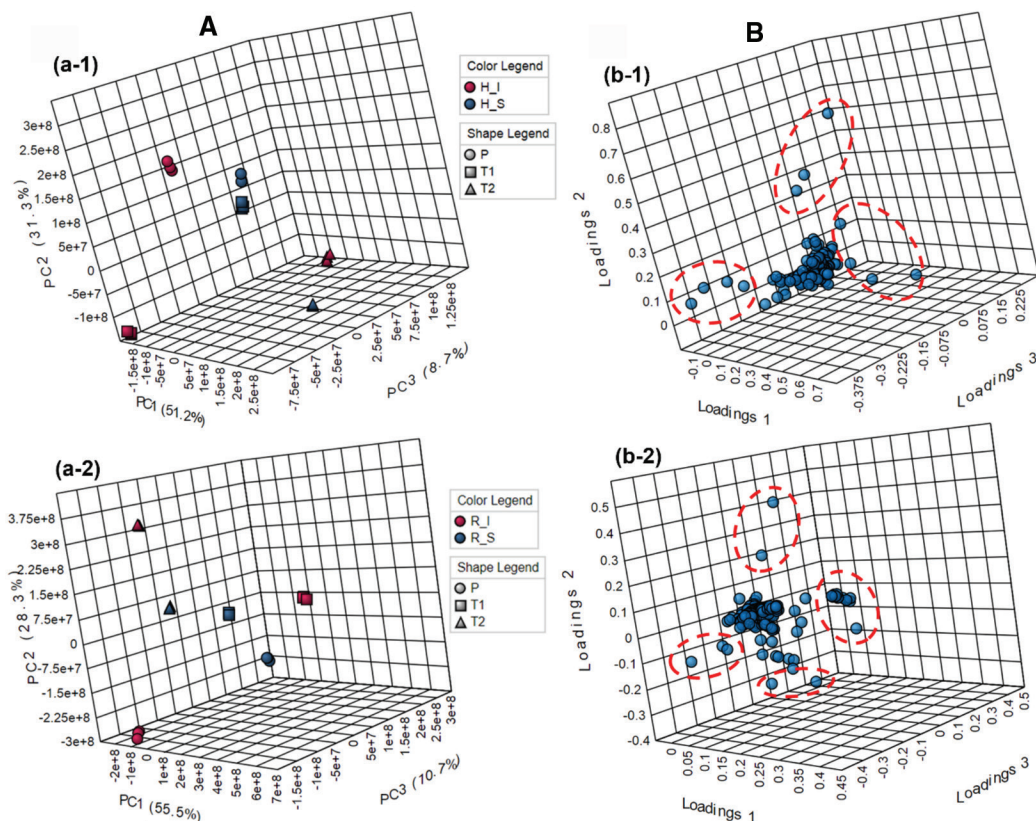 A
B
(a-1)
Color Legend
H_I
H_S
Shape Legend
P
T1
T2
PC2 (31.3%)
3e+8
2.5e+8
2e+8
1.5e+8
1e+8
5e+7
0
-5e+7
-1e+8
-1.5e+8
-1e+8
-5e+7
0
5e+7
1e+8
1.5e+8
2e+8
2.5e+8
PC1 (51.2%)
-7.5e+7
-5e+7
-2.5e+7
0
2.5e+7
5e+7
7.5e+7
1e+8
1.25e+8
PC3 (8.7%)
(b-1)
Loadings 2
0.8
0.7
0.6
0.5
0.4
0.3
0.2
0.1
0
-0.1
0
0.1
0.2
0.3
0.4
0.5
0.6
0.7
Loadings 1
-0.375
-0.3
-0.225
-0.15
-0.075
0
0.075
0.15
0.225
Loadings 3
(a-2)
Color Legend
R_I
R_S
Shape Legend
P
T1
T2
PC2 (28.3%)
3.75e+8
3e+8
2.25e+8
1.5e+8
7.5e+7
0
-7.5e+7
-1.5e+8
-2.25e+8
-3e+8
-2e+8
-1e+8
0
1e+8
2e+8
3e+8
4e+8
5e+8
6e+8
7e+8
PC1 (55.5%)
-1.5e+8
-1e+8
-5e+7
0
5e+7
1e+8
1.5e+8
2e+8
2.5e+8
3e+8
PC3 (10.7%)
(b-2)
Loadings 2
0.5
0.4
0.3
0.2
0.1
0
-0.1
-0.2
-0.3
-0.4
0
0.05
0.1
0.15
0.2
0.25
0.3
0.35
0.4
0.45
Loadings 1
-0.4
-0.3
-0.2
-0.1
0
0.1
0.2
0.3
0.4
0.5
Loadings 3